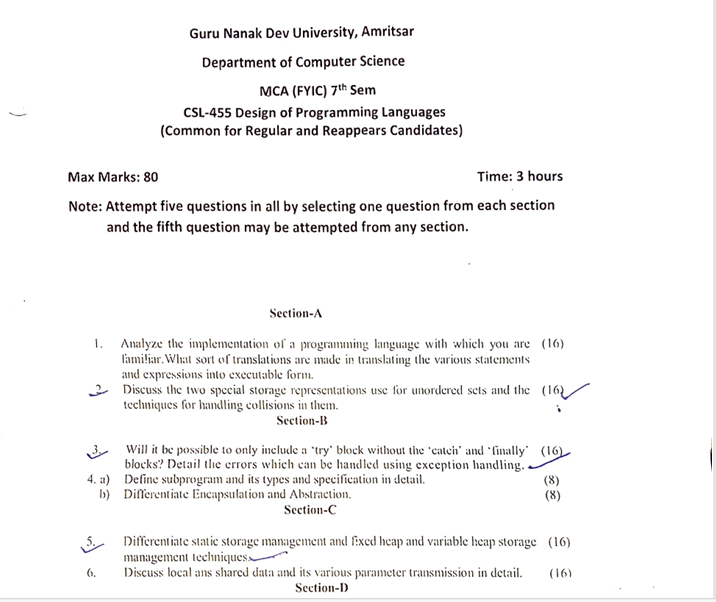 Guru Nanak Dev University, Amritsar
Department of Computer Science
MCA (FYIC) 7th Sem
CSL-455 Design of Programming Languages
(Common for Regular and Reappears Candidates)
Max Marks: 80 Time: 3 hours
Note: Attempt five questions in all by selecting one question from each section
and the fifth question may be attempted from any section.
Section-A
1. Analyze the implementation of a programming language with which you are (16)
familiar.What sort of translations are made in translating the various statements
and expressions into executable form.
2. Discuss the two special storage representations use for unordered sets and the (16)
techniques for handling collisions in them.
Section-B
3. Will it be possible to only include a 'try' block without the 'catch' and 'finally' (16)
blocks? Detail the errors which can be handled using exception handling.
4. a) Define subprogram and its types and specification in detail. (8)
b) Differentiate Encapsulation and Abstraction. (8)
Section-C
5. Differentiate static storage management and fixed heap and variable heap storage (16)
management techniques.
6. Discuss local ans shared data and its various parameter transmission in detail. (16)
Section-D